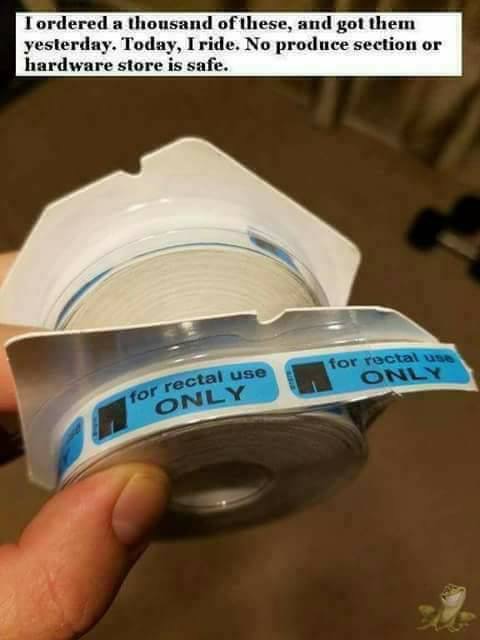 I ordered a thousand of these, and got them
yesterday. Today, I ride. No produce section or
hardware store is safe.
for rectal use
ONLY
for rectal use
ONLY